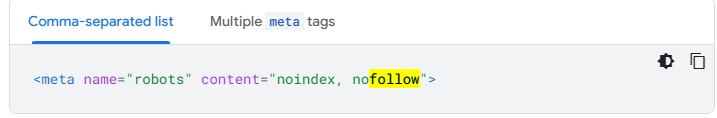 Comma-separated list Multiple meta tags
<meta name="robots" content="noindex, nofollow">